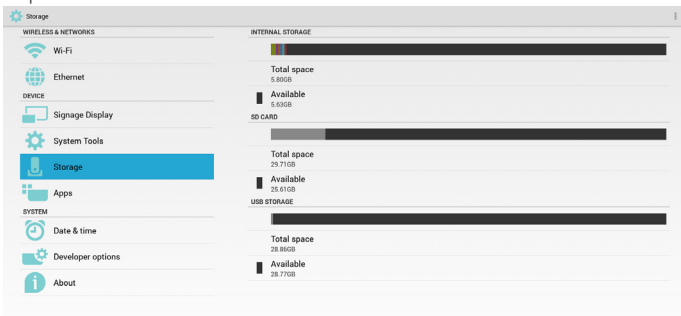 Storage
WIRELESS & NETWORKS
Wi-Fi
Ethernet
DEVICE
Signage Display
System Tools
Storage
Apps
SYSTEM
Date & time
Developer options
About
INTERNAL STORAGE
Total space
5.80GB
Available
5.63GB
SD CARD
Total space
29.71GB
Available
25.61GB
USB STORAGE
Total space
28.86GB
Available
28.77GB